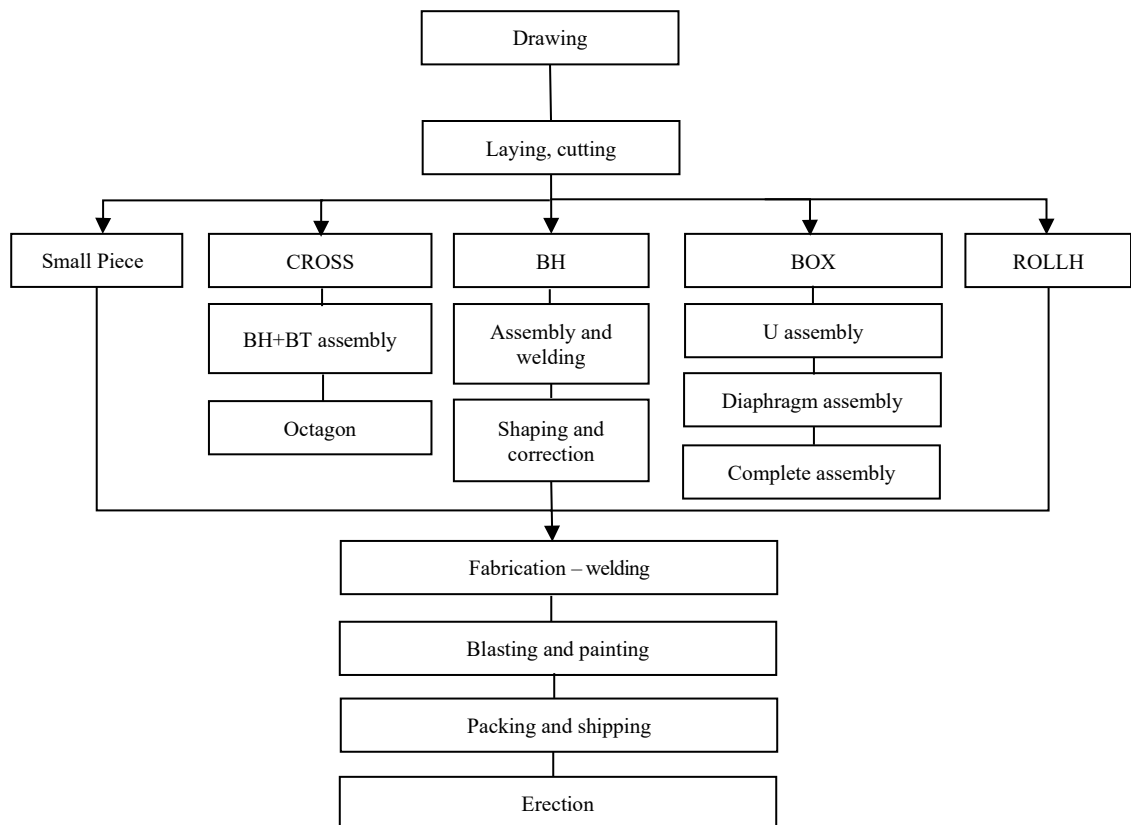 Drawing
Laying, cutting
Small Piece
CROSS
BH
BOX
ROLLH
BH+BT assembly
Assembly and
welding
U assembly
Diaphragm assembly
Octagon
Shaping and
correction
Complete assembly
Fabrication – welding
Blasting and painting
Packing and shipping
Erection